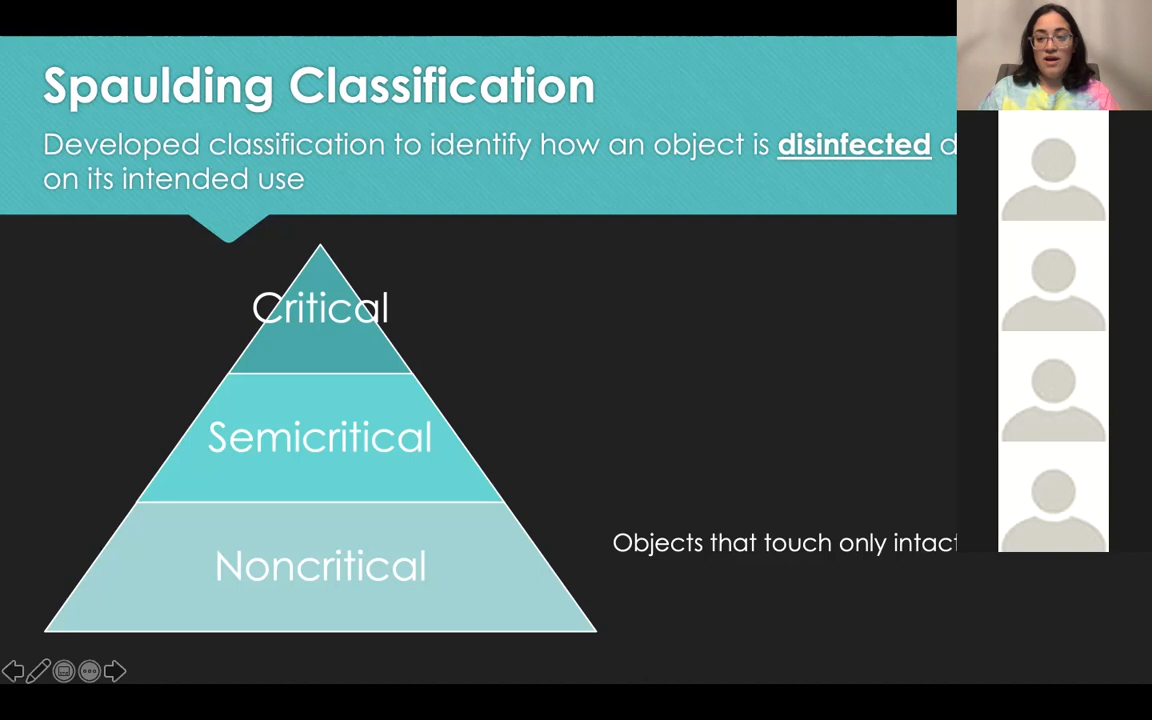 Spaulding Classification
Developed classification to identify how an object is disinfected d
on its intended use
Critical
Semicritical
Noncritical
Objects that touch only intact